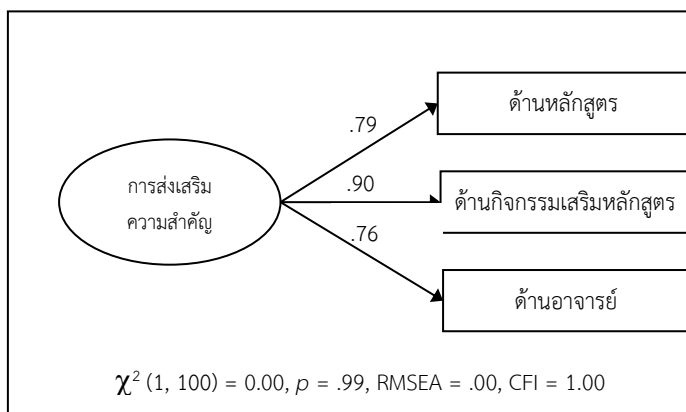 ด้านหลักสูตร
.79
การส่งเสริม
ความสำคัญ
.90
ด้านกิจกรรมเสริมหลักสูตร
.76
ด้านอาจารย์
χ² (1, 100) = 0.00, p = .99, RMSEA = .00, CFI = 1.00